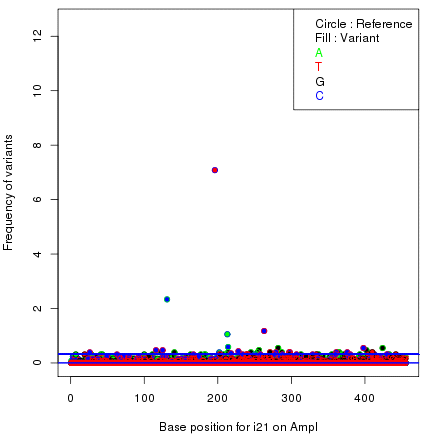 Circle : Reference
Fill : Variant
A
T
G
C
Frequency of variants
12
10
8
6
4
2
0
0 100 200 300 400
Base position for i21 on Ampl